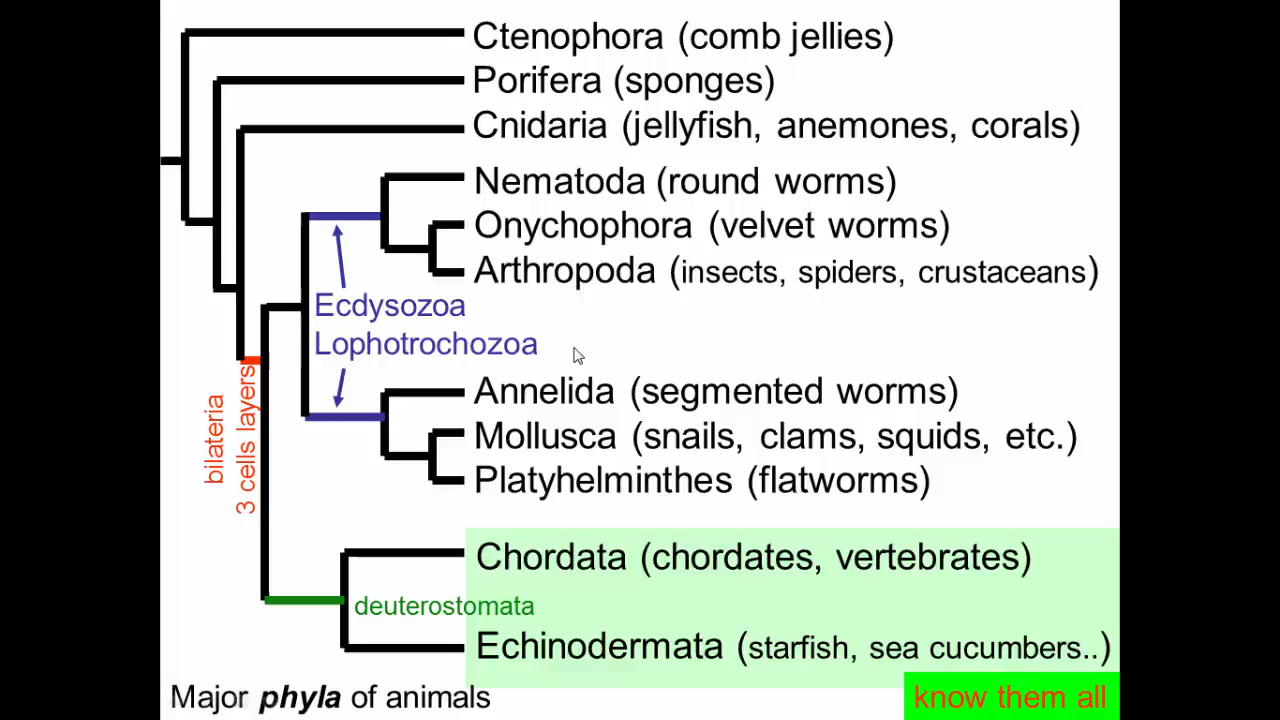 Ctenophora (comb jellies)
Porifera (sponges)
Cnidaria (jellyfish, anemones, corals)
Nematoda (round worms)
Onychophora (velvet worms)
Arthropoda (insects, spiders, crustaceans)
Ecdysozoa
Lophotrochozoa
Annelida (segmented worms)
Mollusca (snails, clams, squids, etc.)
Platyhelminthes (flatworms)
bilateria
3 cells layers
Chordata (chordates, vertebrates)
deuterostomata
Echinodermata (starfish, sea cucumbers..)
Major phyla of animals
know them all